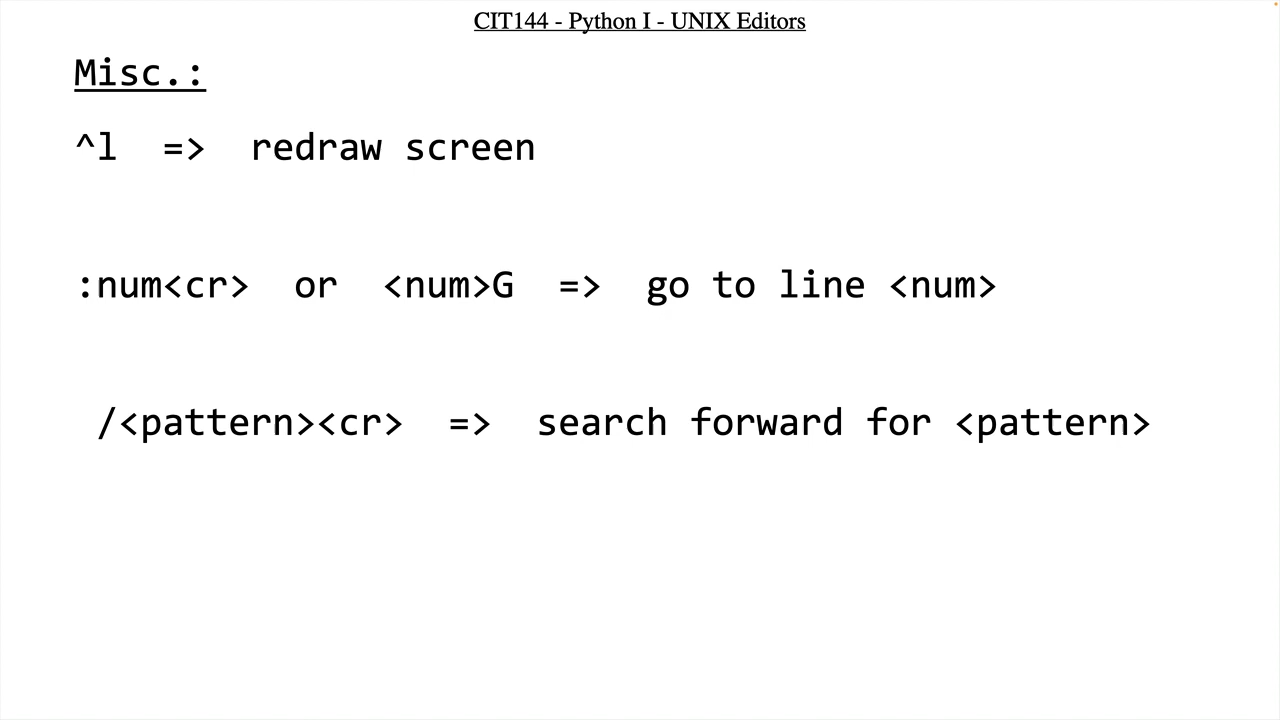 CIT144 - Python I - UNIX Editors
Misc.:
^l  =>  redraw screen
:num<cr>  or  <num>G  =>  go to line <num>
/<pattern><cr>  =>  search forward for <pattern>